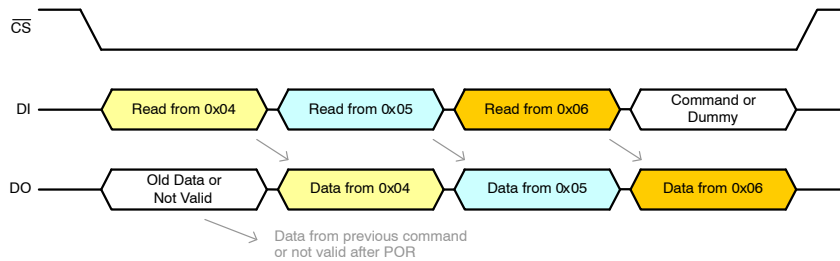 CS
DI
Read from 0x04
Read from 0x05
Read from 0x06
Command or
Dummy
DO
Old Data or
Not Valid
Data from 0x04
Data from 0x05
Data from 0x06
Data from previous command
or not valid after POR